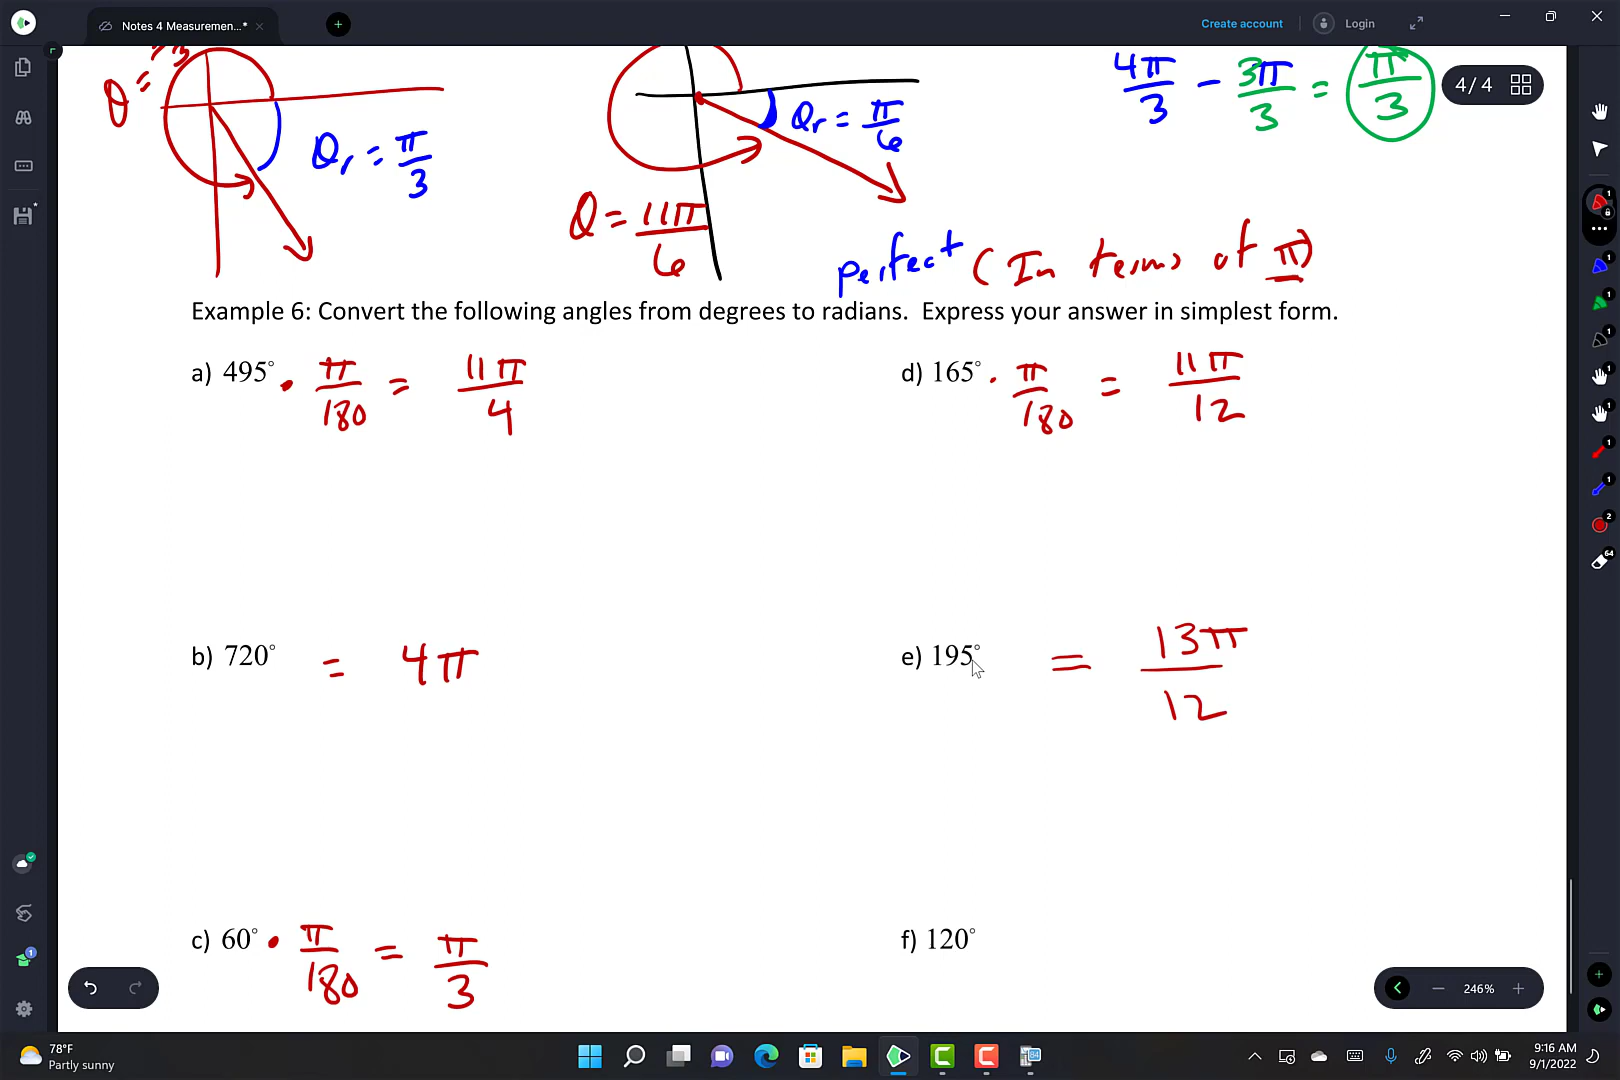 Notes 4 Measuremen...*
Create account
Login
4/4
θ = 
θr = π/3
θr = π/6
θ = 11π/6
4π/3 - 3π/3 = π/3
perfect (In terms of π)
Example 6: Convert the following angles from degrees to radians.  Express your answer in simplest form.
a) 495° • π/180 = 11π/4
d) 165° • π/180 = 11π/12
b) 720° = 4π
e) 195° = 13π/12
c) 60° • π/180 = π/3
f) 120°
246%
78°F
Partly sunny
9:16 AM
9/1/2022